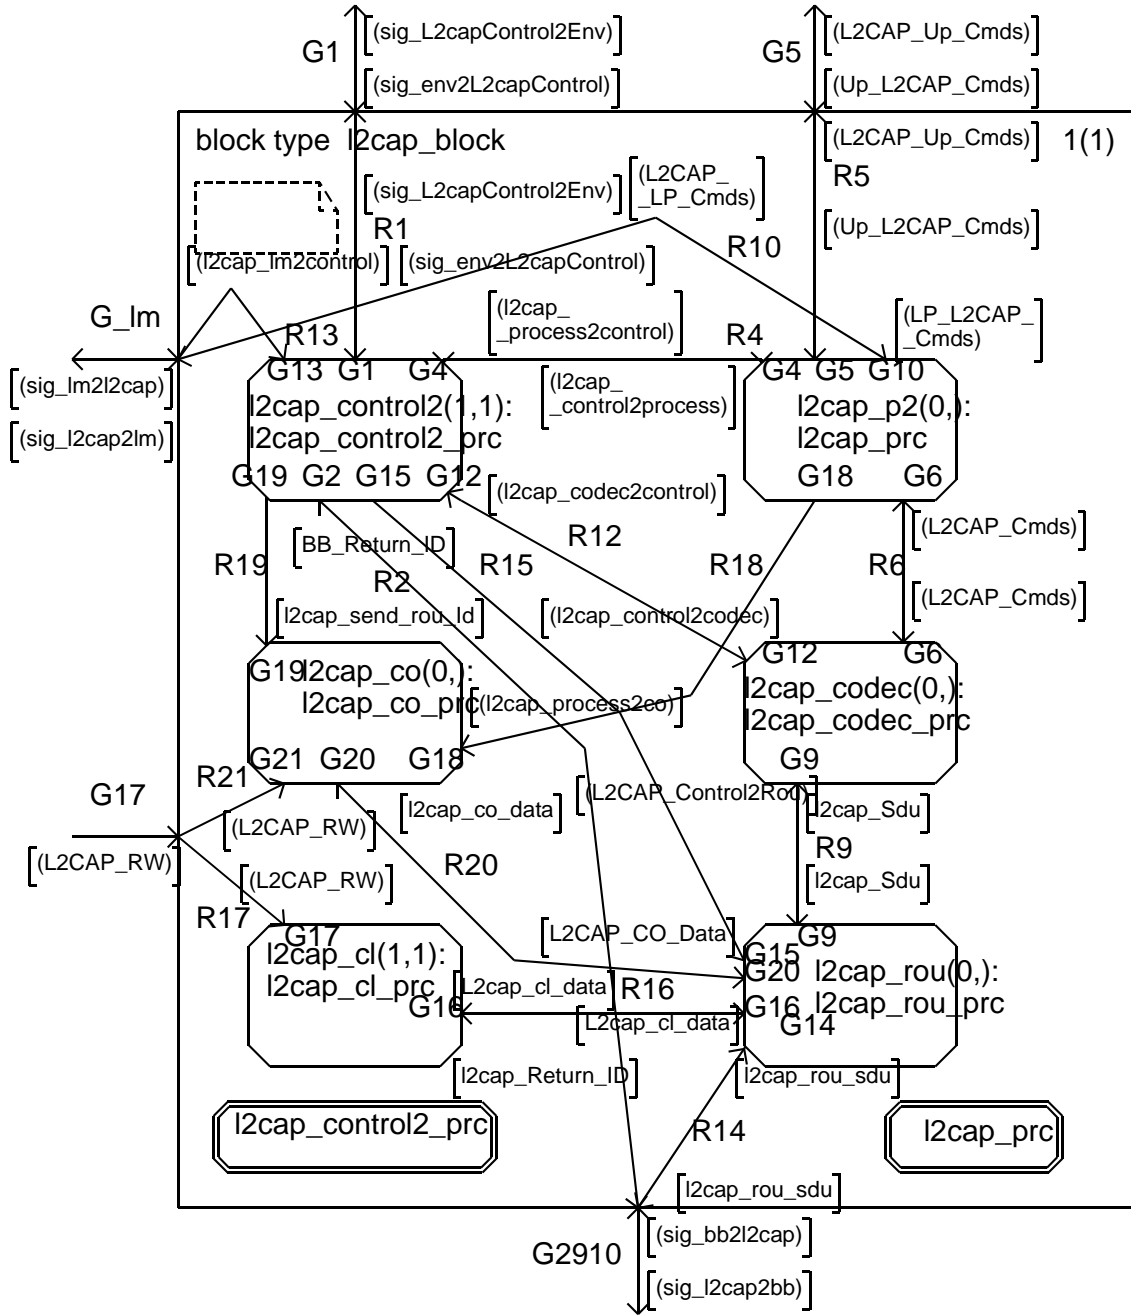 (sig_L2capControl2Env)
G1
(sig_env2L2capControl)
(L2CAP_Up_Cmds)
G5
(Up_L2CAP_Cmds)
block type l2cap_block
(L2CAP_Up_Cmds)
1(1)
R5
(sig_L2capControl2Env)
(L2CAP_
_LP_Cmds)
R1
(Up_L2CAP_Cmds)
R10
(l2cap_lm2control)
(sig_env2L2capControl)
G_lm
R13
(l2cap_
_process2control)
R4
(LP_L2CAP_
_Cmds)
(sig_lm2l2cap)
(sig_l2cap2lm)
G13
G1
G4
l2cap_control2(1,1):
l2cap_control2_prc
G19
G2
G15
G12
(l2cap_
_control2process)
G4
G5
G10
l2cap_p2(0,):
l2cap_prc
G18
G6
(l2cap_codec2control)
BB_Return_ID
R19
R2
R15
R12
R18
R6
(L2CAP_Cmds)
(L2CAP_Cmds)
l2cap_send_rou_Id
(l2cap_control2codec)
G19
l2cap_co(0,):
l2cap_co_prc
(l2cap_process2co)
G12
G6
l2cap_codec(0,):
l2cap_codec_prc
G21
G20
G18
G9
R21
G17
(L2CAP_RW)
(L2CAP_RW)
l2cap_co_data
(L2CAP_Control2Rou)
l2cap_Sdu
R9
R20
(L2CAP_RW)
l2cap_Sdu
R17
G17
l2cap_cl(1,1):
l2cap_cl_prc
G16
L2CAP_CO_Data
L2cap_cl_data
R16
L2cap_cl_data
G9
G15
G20
l2cap_rou(0,):
G16
l2cap_rou_prc
G14
l2cap_Return_ID
l2cap_rou_sdu
l2cap_control2_prc
R14
l2cap_prc
l2cap_rou_sdu
G2910
(sig_bb2l2cap)
(sig_l2cap2bb)